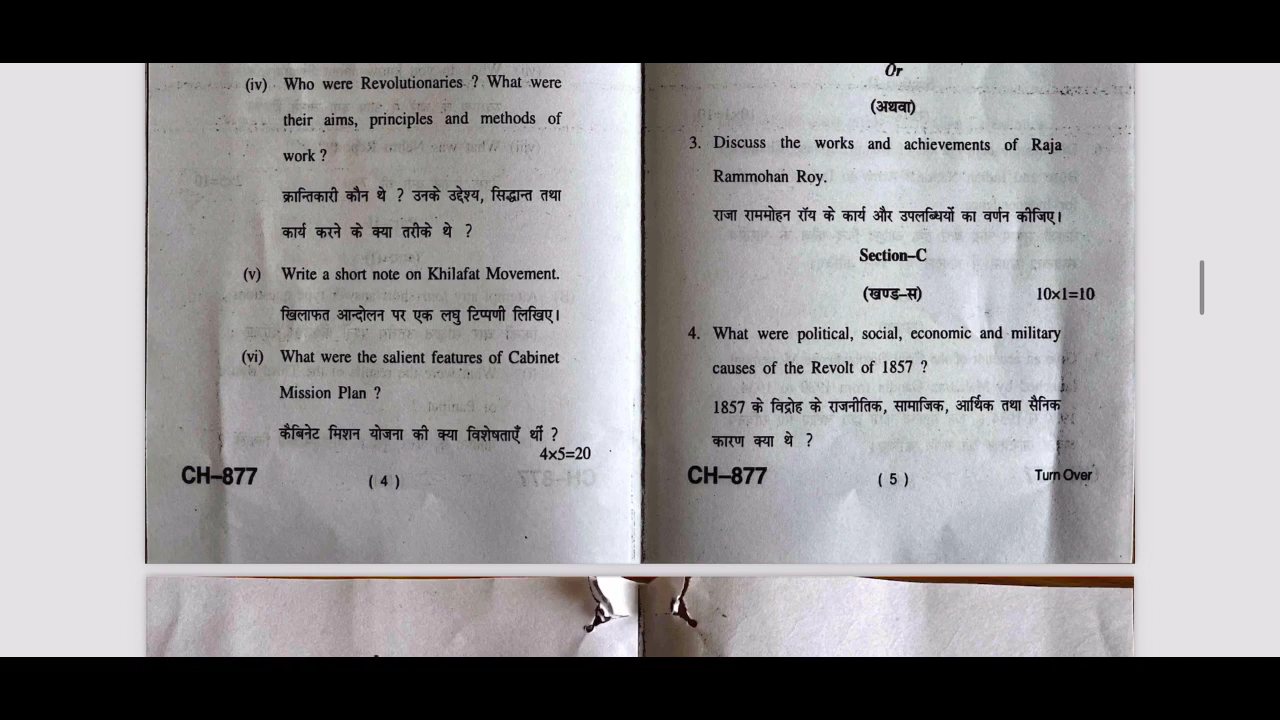 (iv) Who were Revolutionaries ? What were
their aims, principles and methods of
work ?
क्रान्तिकारी कौन थे ? उनके उद्देश्य, सिद्धान्त तथा
कार्य करने के क्या तरीके थे ?
(v) Write a short note on Khilafat Movement.
खिलाफत आन्दोलन पर एक लघु टिप्पणी लिखिए।
(vi) What were the salient features of Cabinet
Mission Plan ?
कैबिनेट मिशन योजना की क्या विशेषताएँ थीं ?
4×5=20
CH–877 ( 4 )
Or
(अथवा)
3. Discuss the works and achievements of Raja
Rammohan Roy.
राजा राममोहन रॉय के कार्य और उपलब्धियों का वर्णन कीजिए।
Section–C
(खण्ड–स) 10×1=10
4. What were political, social, economic and military
causes of the Revolt of 1857 ?
1857 के विद्रोह के राजनीतिक, सामाजिक, आर्थिक तथा सैनिक
कारण क्या थे ?
CH–877 ( 5 ) Turn Over